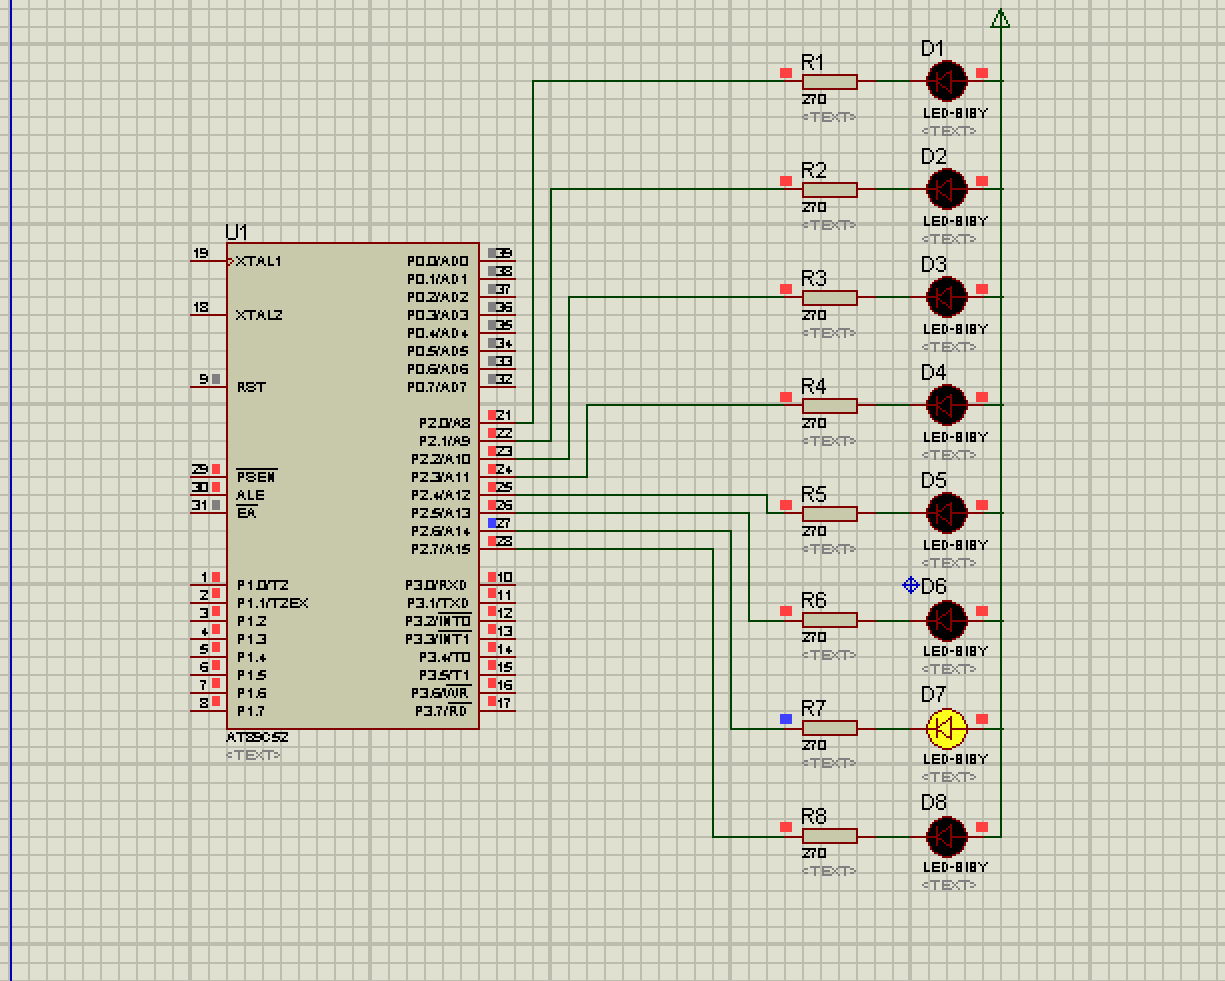 U1
19
XTAL1
18
XTAL2
9
RST
29
PSEN
30
ALE
31
EA
1
P1.0/T2
2
P1.1/T2EX
3
P1.2
4
P1.3
5
P1.4
6
P1.5
7
P1.6
8
P1.7
P0.0/AD0
39
P0.1/AD1
38
P0.2/AD2
37
P0.3/AD3
36
P0.4/AD4
35
P0.5/AD5
34
P0.6/AD6
33
P0.7/AD7
32
P2.0/A8
21
P2.1/A9
22
P2.2/A10
23
P2.3/A11
24
P2.4/A12
25
P2.5/A13
26
P2.6/A14
27
P2.7/A15
28
P3.0/RXD
10
P3.1/TXD
11
P3.2/INT0
12
P3.3/INT1
13
P3.4/T0
14
P3.5/T1
15
P3.6/WR
16
P3.7/RD
17
AT89C52
<TEXT>
R1
270
<TEXT>
D1
LED-BIBY
<TEXT>
R2
270
<TEXT>
D2
LED-BIBY
<TEXT>
R3
270
<TEXT>
D3
LED-BIBY
<TEXT>
R4
270
<TEXT>
D4
LED-BIBY
<TEXT>
R5
270
<TEXT>
D5
LED-BIBY
<TEXT>
R6
270
<TEXT>
D6
LED-BIBY
<TEXT>
R7
270
<TEXT>
D7
LED-BIBY
<TEXT>
R8
270
<TEXT>
D8
LED-BIBY
<TEXT>